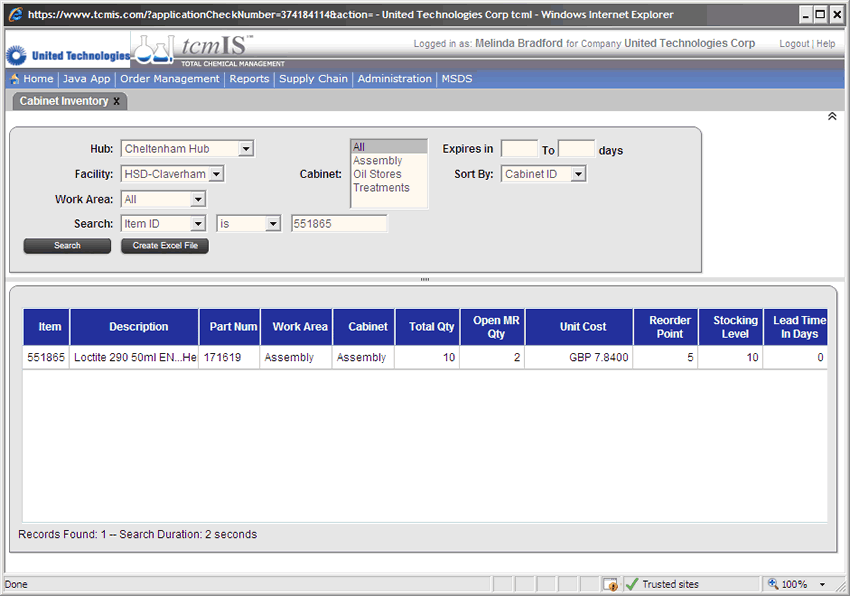 https://www.tcmis.com/?applicationCheckNumber=374184114&action= - United Technologies Corp tcmI - Windows Internet Explorer
United Technologies
tcmIS™
TOTAL CHEMICAL MANAGEMENT
Logged in as: Melinda Bradford for Company United Technologies Corp
Logout | Help
Home | Java App | Order Management | Reports | Supply Chain | Administration | MSDS
Cabinet Inventory X
Hub: Cheltenham Hub
Facility: HSD-Claverham
Work Area: All
Search: Item ID is 551865
Cabinet: All
Assembly
Oil Stores
Treatments
Expires in To days
Sort By: Cabinet ID
Search Create Excel File
Item Description Part Num Work Area Cabinet Total Qty Open MR Qty Unit Cost Reorder Point Stocking Level Lead Time In Days
551865 Loctite 290 50ml EN...He 171619 Assembly Assembly 10 2 GBP 7.8400 5 10 0
Records Found: 1 -- Search Duration: 2 seconds
Done Trusted sites 100%